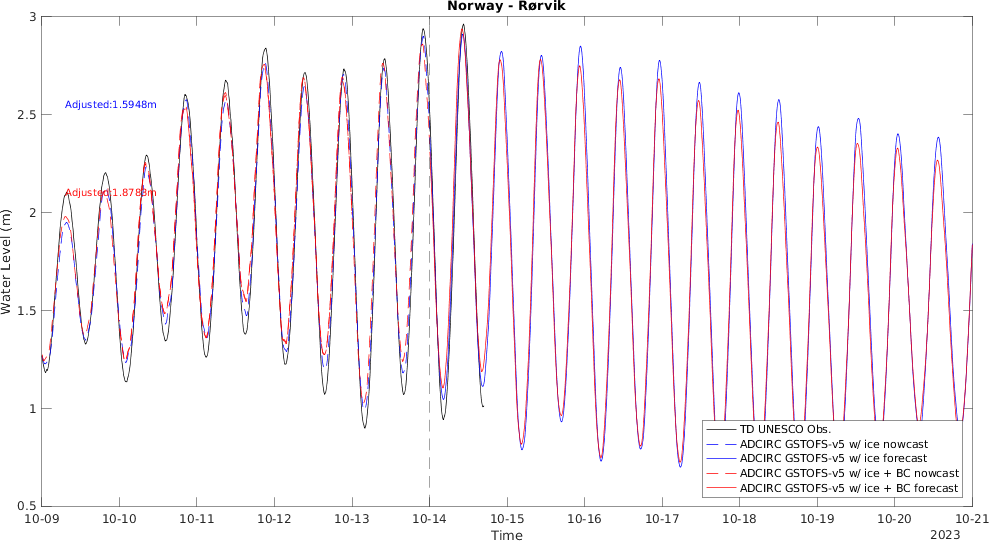 Norway - Rørvik
3
2.5
2
1.5
1
0.5
Water Level (m)
Adjusted:1.5948m
Adjusted:1.8788m
TD UNESCO Obs.
ADCIRC GSTOFS-v5 w/ ice nowcast
ADCIRC GSTOFS-v5 w/ ice forecast
ADCIRC GSTOFS-v5 w/ ice + BC nowcast
ADCIRC GSTOFS-v5 w/ ice + BC forecast
10-09 10-10 10-11 10-12 10-13 10-14 10-15 10-16 10-17 10-18 10-19 10-20 10-21
Time
2023